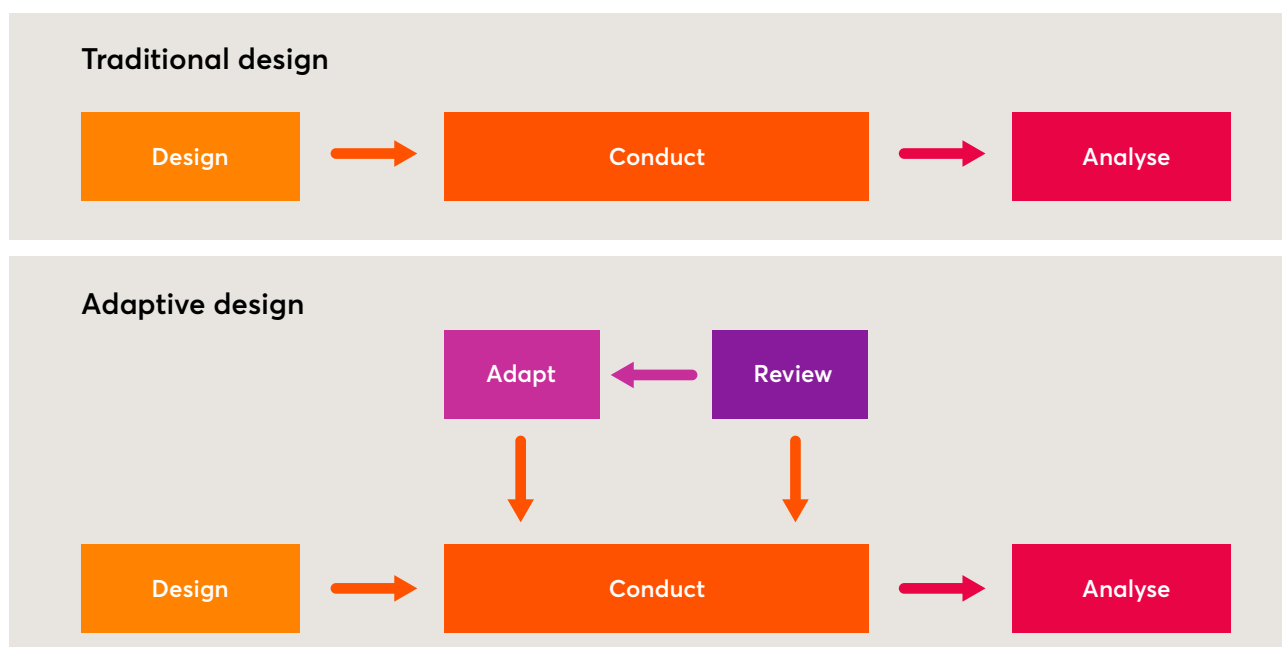 Traditional design
Design
Conduct
Analyse
Adaptive design
Adapt
Review
Design
Conduct
Analyse